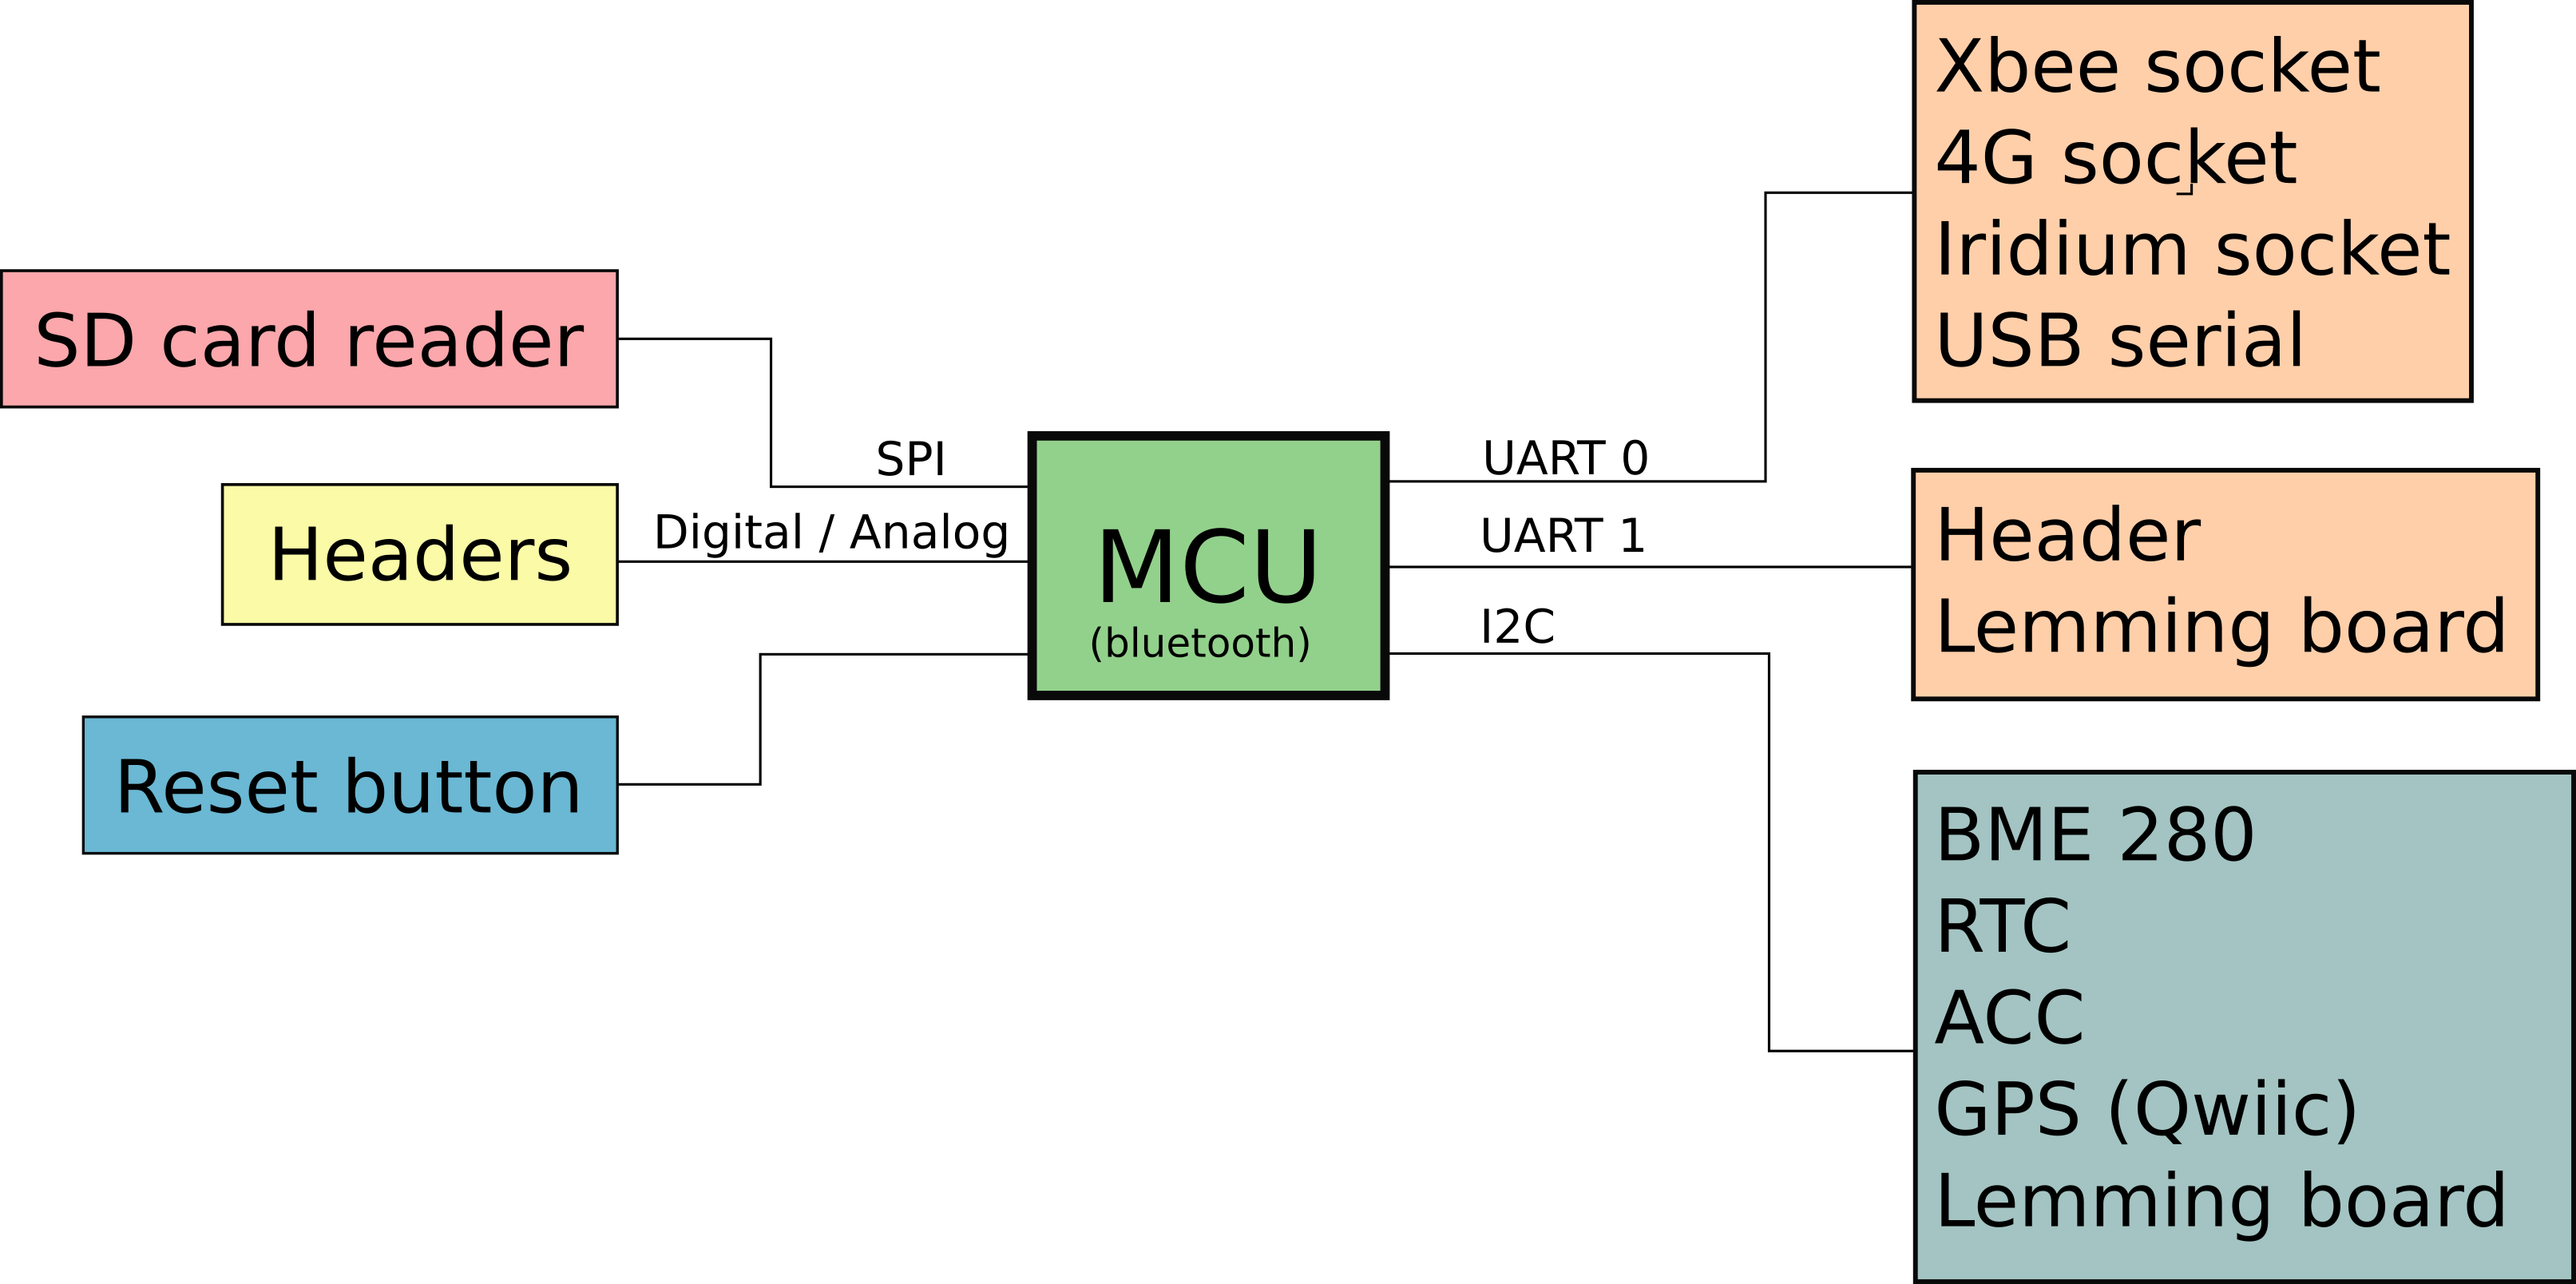 Xbee socket
4G socket
Iridium socket
USB serial
SD card reader
SPI
UART 0
Headers
Digital / Analog
MCU
(bluetooth)
UART 1
Header
Lemming board
I2C
Reset button
BME 280
RTC
ACC
GPS (Qwiic)
Lemming board